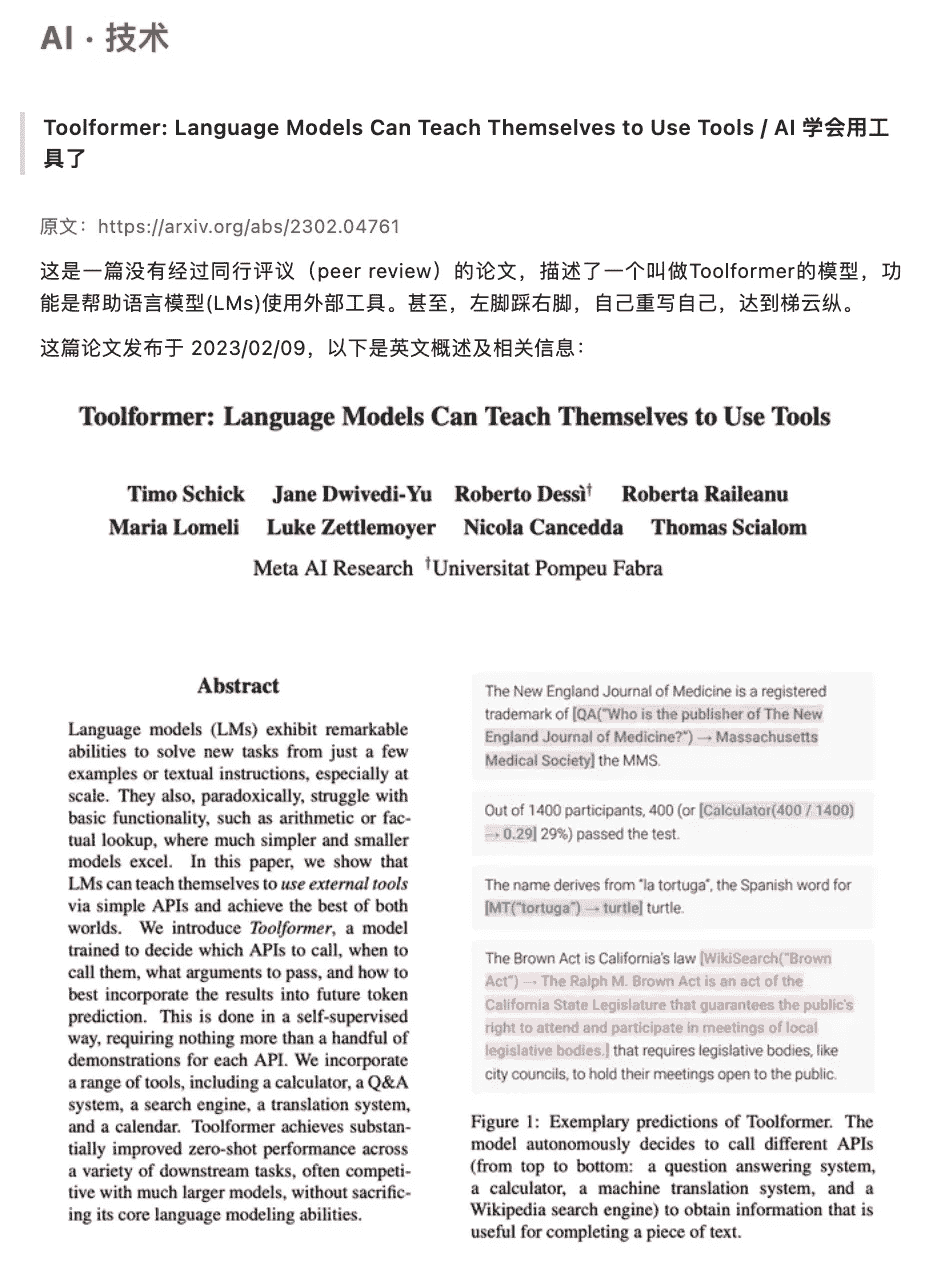 AI · 技术
Toolformer: Language Models Can Teach Themselves to Use Tools / AI 学会用工
具了
原文：https://arxiv.org/abs/2302.04761
这是一篇没有经过同行评议（peer review）的论文，描述了一个叫做Toolformer的模型，功
能是帮助语言模型(LMs)使用外部工具。甚至，左脚踩右脚，自己重写自己，达到梯云纵。
这篇论文发布于 2023/02/09，以下是英文概述及相关信息：
Toolformer: Language Models Can Teach Themselves to Use Tools
Timo Schick Jane Dwivedi-Yu Roberto Dessì† Roberta Raileanu
Maria Lomeli Luke Zettlemoyer Nicola Cancedda Thomas Scialom
Meta AI Research †Universitat Pompeu Fabra
Abstract
Language models (LMs) exhibit remarkable
abilities to solve new tasks from just a few
examples or textual instructions, especially at
scale. They also, paradoxically, struggle with
basic functionality, such as arithmetic or fac-
tual lookup, where much simpler and smaller
models excel. In this paper, we show that
LMs can teach themselves to use external tools
via simple APIs and achieve the best of both
worlds. We introduce Toolformer, a model
trained to decide which APIs to call, when to
call them, what arguments to pass, and how to
best incorporate the results into future token
prediction. This is done in a self-supervised
way, requiring nothing more than a handful of
demonstrations for each API. We incorporate
a range of tools, including a calculator, a Q&A
system, a search engine, a translation system,
and a calendar. Toolformer achieves substan-
tially improved zero-shot performance across
a variety of downstream tasks, often competi-
tive with much larger models, without sacrific-
ing its core language modeling abilities.
The New England Journal of Medicine is a registered
trademark of [QA("Who is the publisher of The New
England Journal of Medicine?") → Massachusetts
Medical Society] the MMS.
Out of 1400 participants, 400 (or [Calculator(400 / 1400)
→ 0.29] 29%) passed the test.
The name derives from "la tortuga", the Spanish word for
[MT("tortuga") → turtle] turtle.
The Brown Act is California's law [WikiSearch("Brown
Act") → The Ralph M. Brown Act is an act of the
California State Legislature that guarantees the public's
right to attend and participate in meetings of local
legislative bodies.] that requires legislative bodies, like
city councils, to hold their meetings open to the public.
Figure 1: Exemplary predictions of Toolformer. The
model autonomously decides to call different APIs
(from top to bottom: a question answering system,
a calculator, a machine translation system, and a
Wikipedia search engine) to obtain information that is
useful for completing a piece of text.